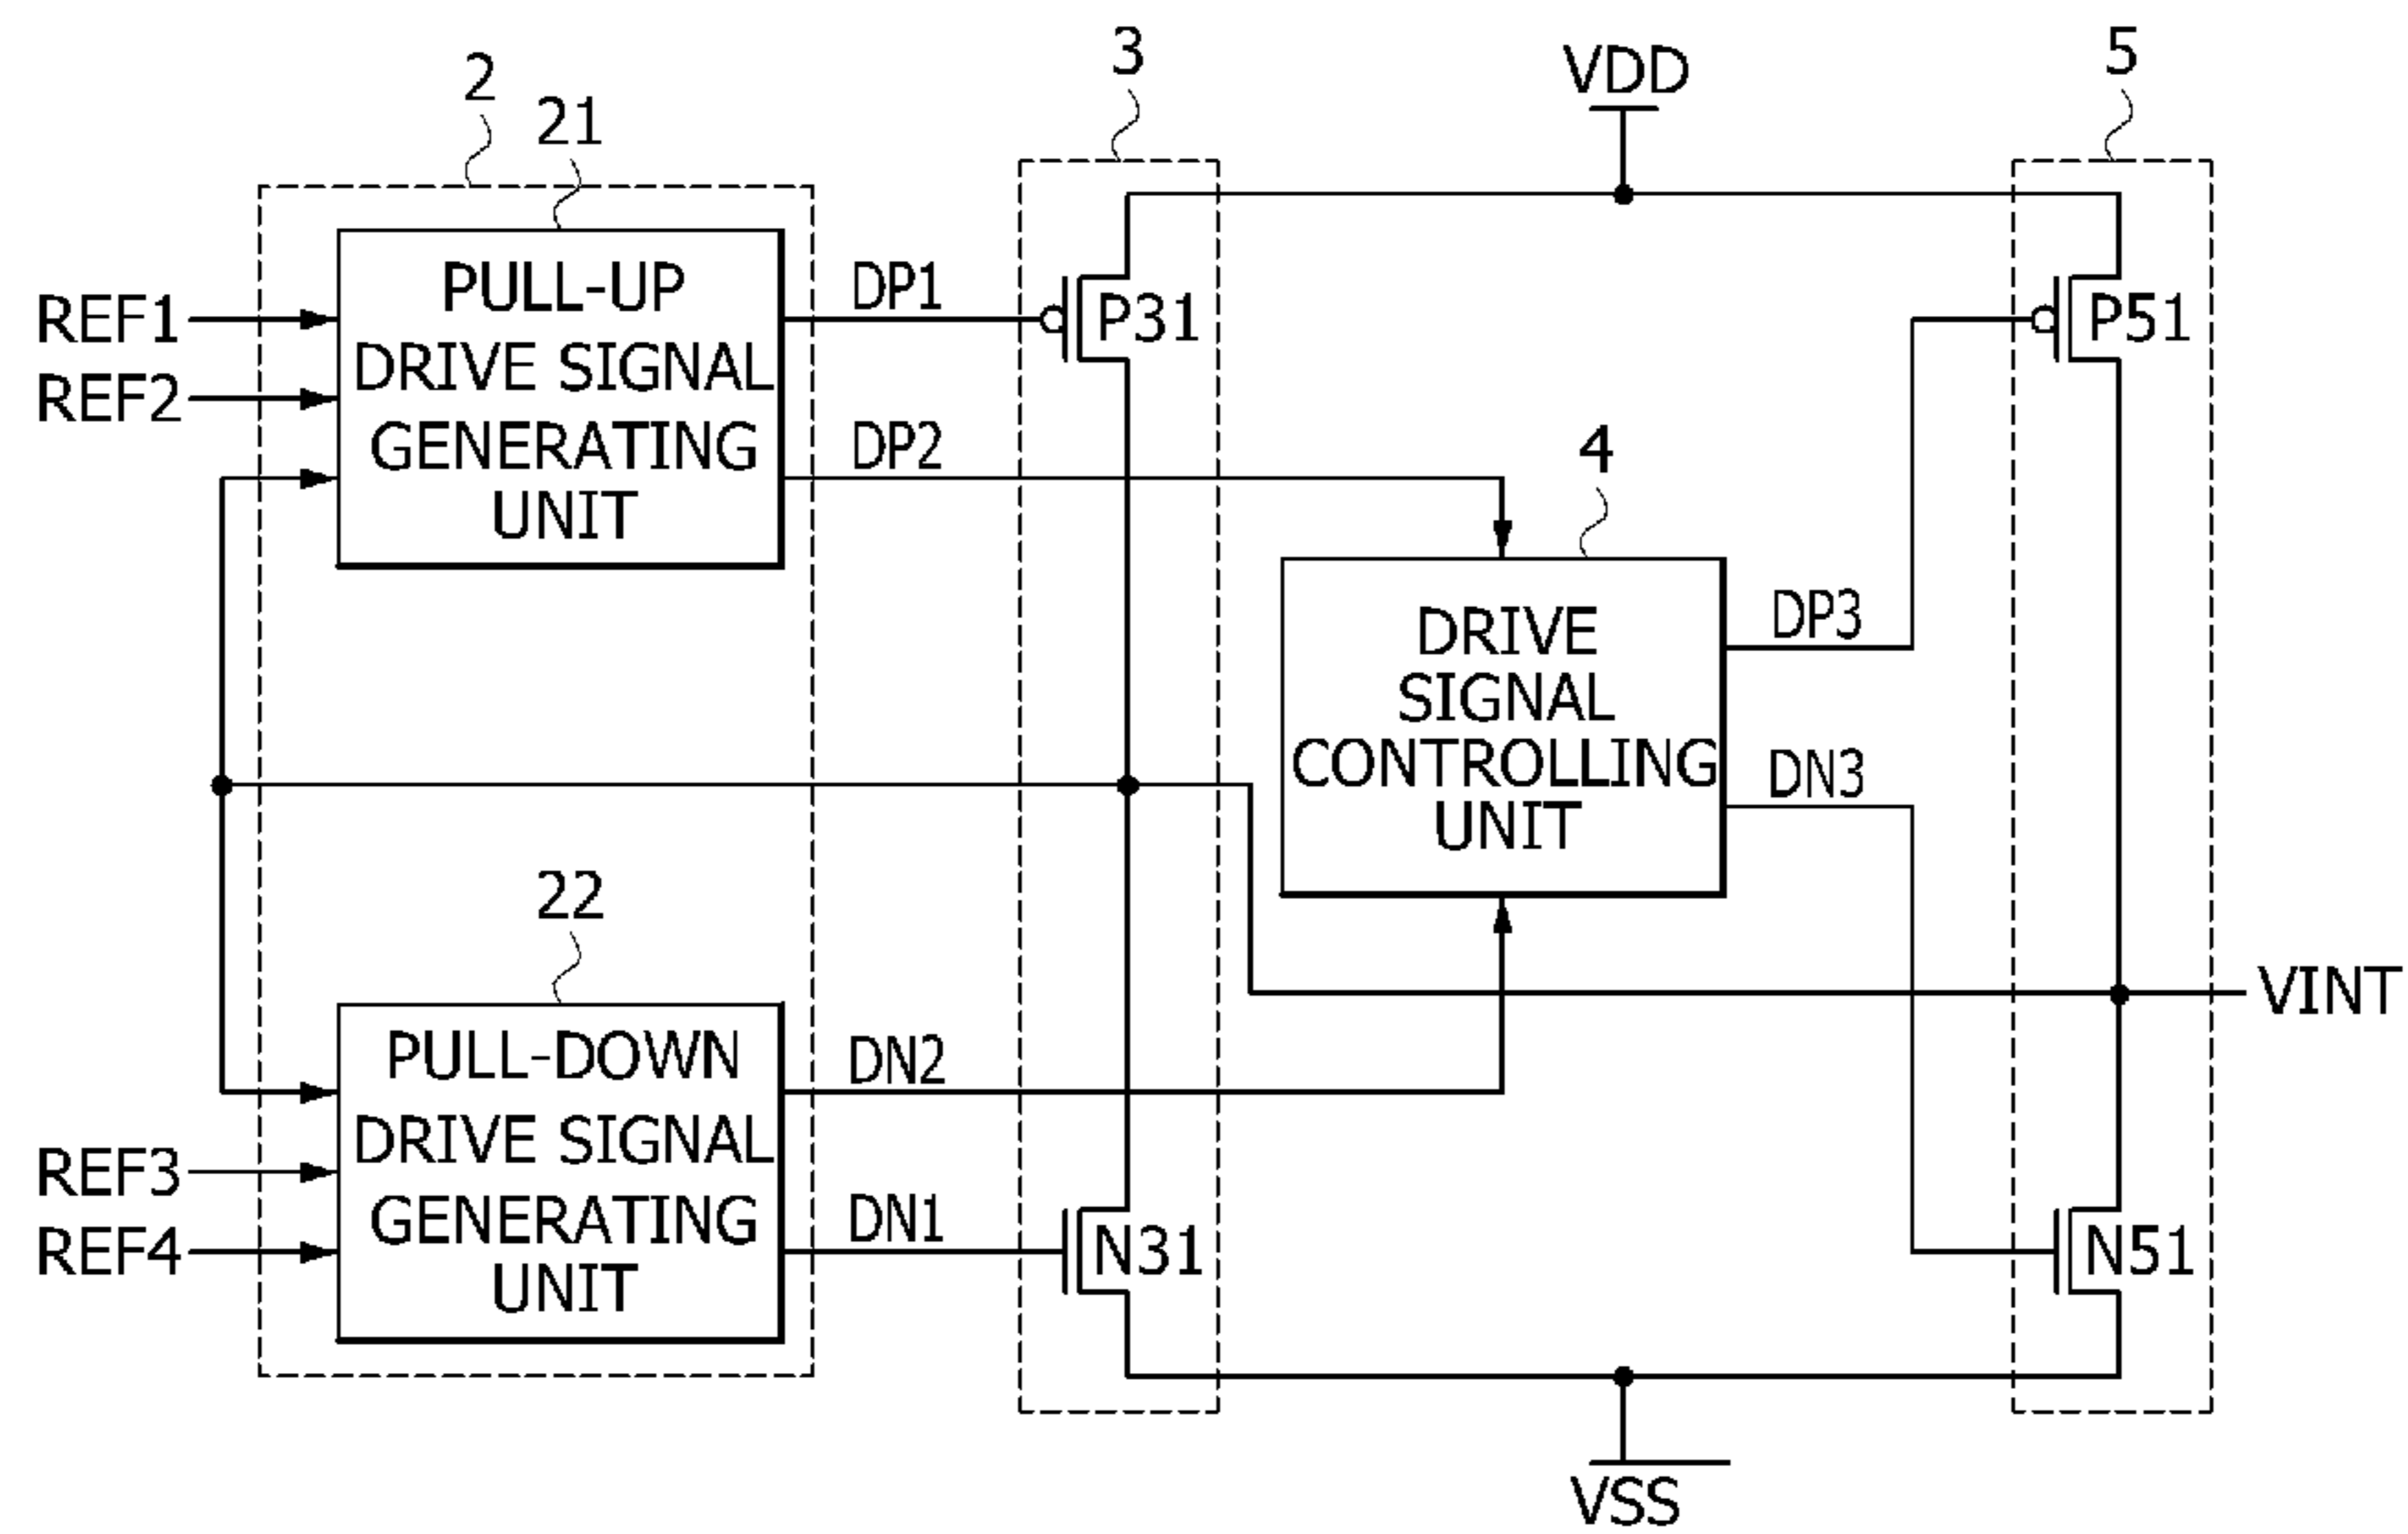 2
21
3
VDD
5
PULL-UP
DRIVE SIGNAL
GENERATING
UNIT
REF1
REF2
DP1
DP2
P31
P51
4
DRIVE
SIGNAL
CONTROLLING
UNIT
DP3
DN3
22
PULL-DOWN
DRIVE SIGNAL
GENERATING
UNIT
REF3
REF4
DN2
DN1
N31
N51
VINT
VSS